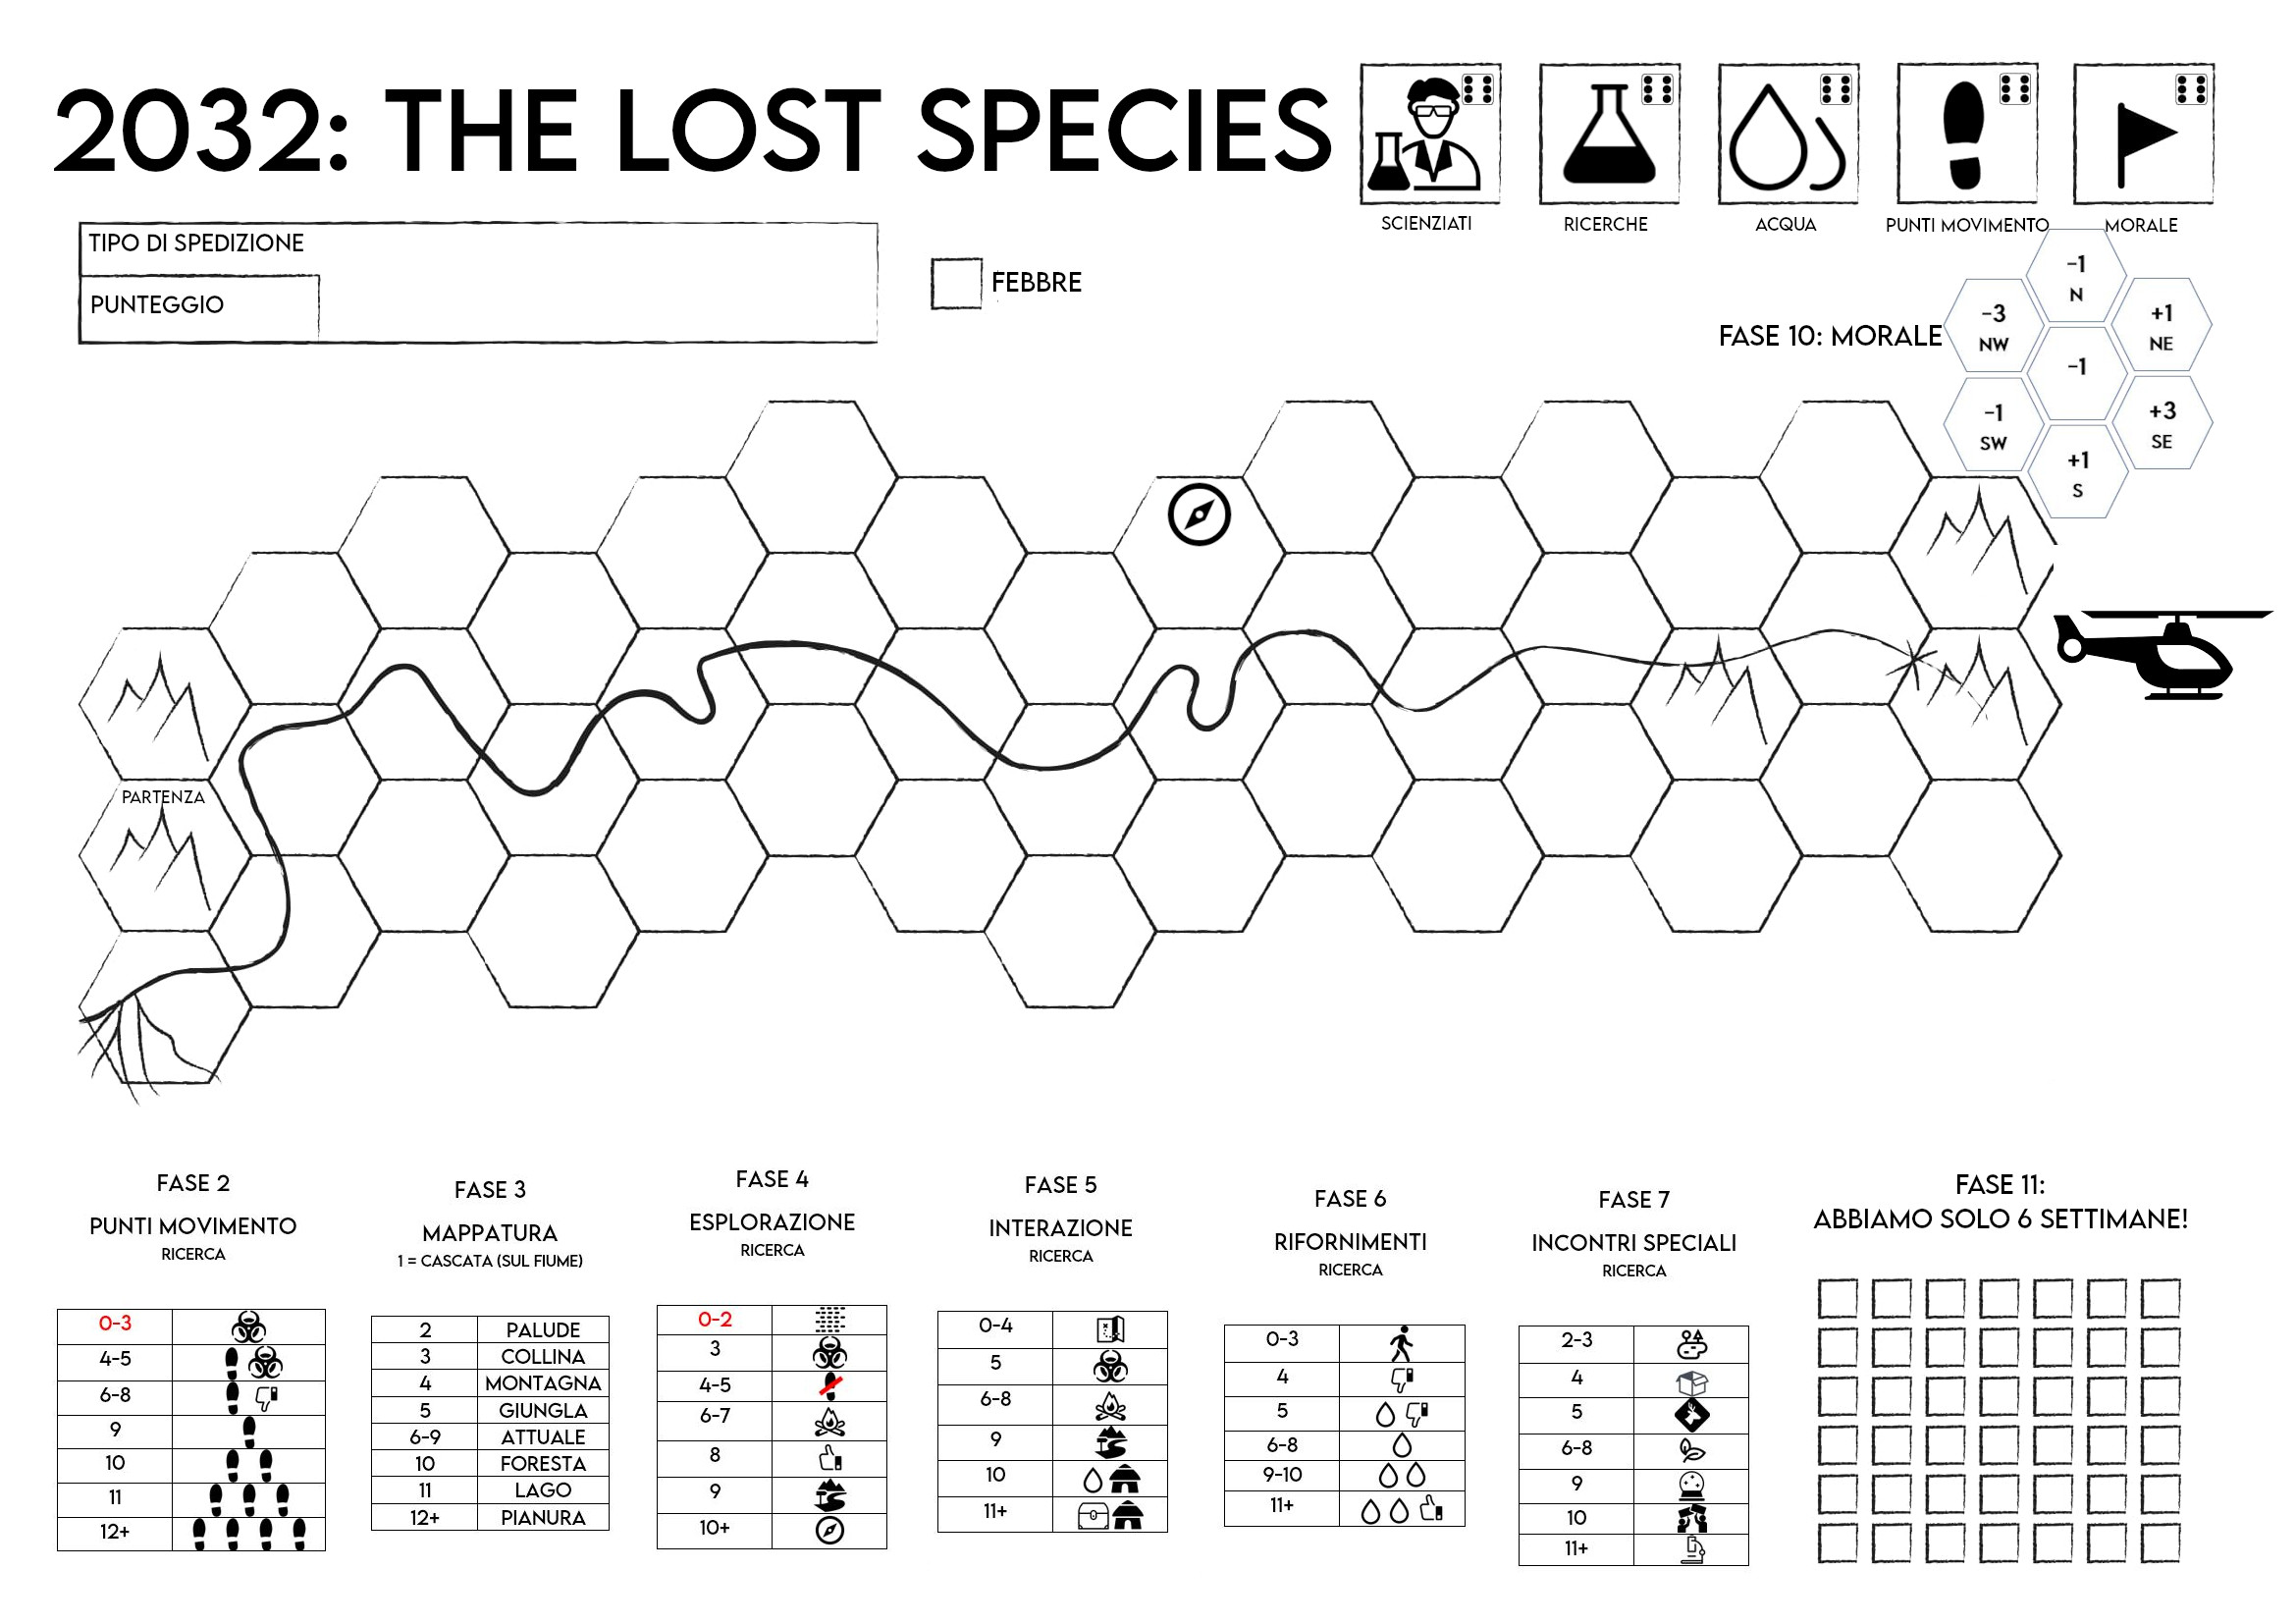 2032: THE LOST SPECIES
SCIENZIATI
RICERCHE
ACQUA
PUNTI MOVIMENTO
MORALE
TIPO DI SPEDIZIONE
PUNTEGGIO
FEBBRE
FASE 10: MORALE
-1
N
-3
NW
+1
NE
-1
-1
SW
+3
SE
+1
S
PARTENZA
FASE 2
PUNTI MOVIMENTO
RICERCA
0-3
4-5
6-8
9
10
11
12+
FASE 3
MAPPATURA
1 = CASCATA (SUL FIUME)
2 PALUDE
3 COLLINA
4 MONTAGNA
5 GIUNGLA
6-9 ATTUALE
10 FORESTA
11 LAGO
12+ PIANURA
FASE 4
ESPLORAZIONE
RICERCA
0-2
3
4-5
6-7
8
9
10+
FASE 5
INTERAZIONE
RICERCA
0-4
5
6-8
9
10
11+
FASE 6
RIFORNIMENTI
RICERCA
0-3
4
5
6-8
9-10
11+
FASE 7
INCONTRI SPECIALI
RICERCA
2-3
4
5
6-8
9
10
11+
FASE 11:
ABBIAMO SOLO 6 SETTIMANE!